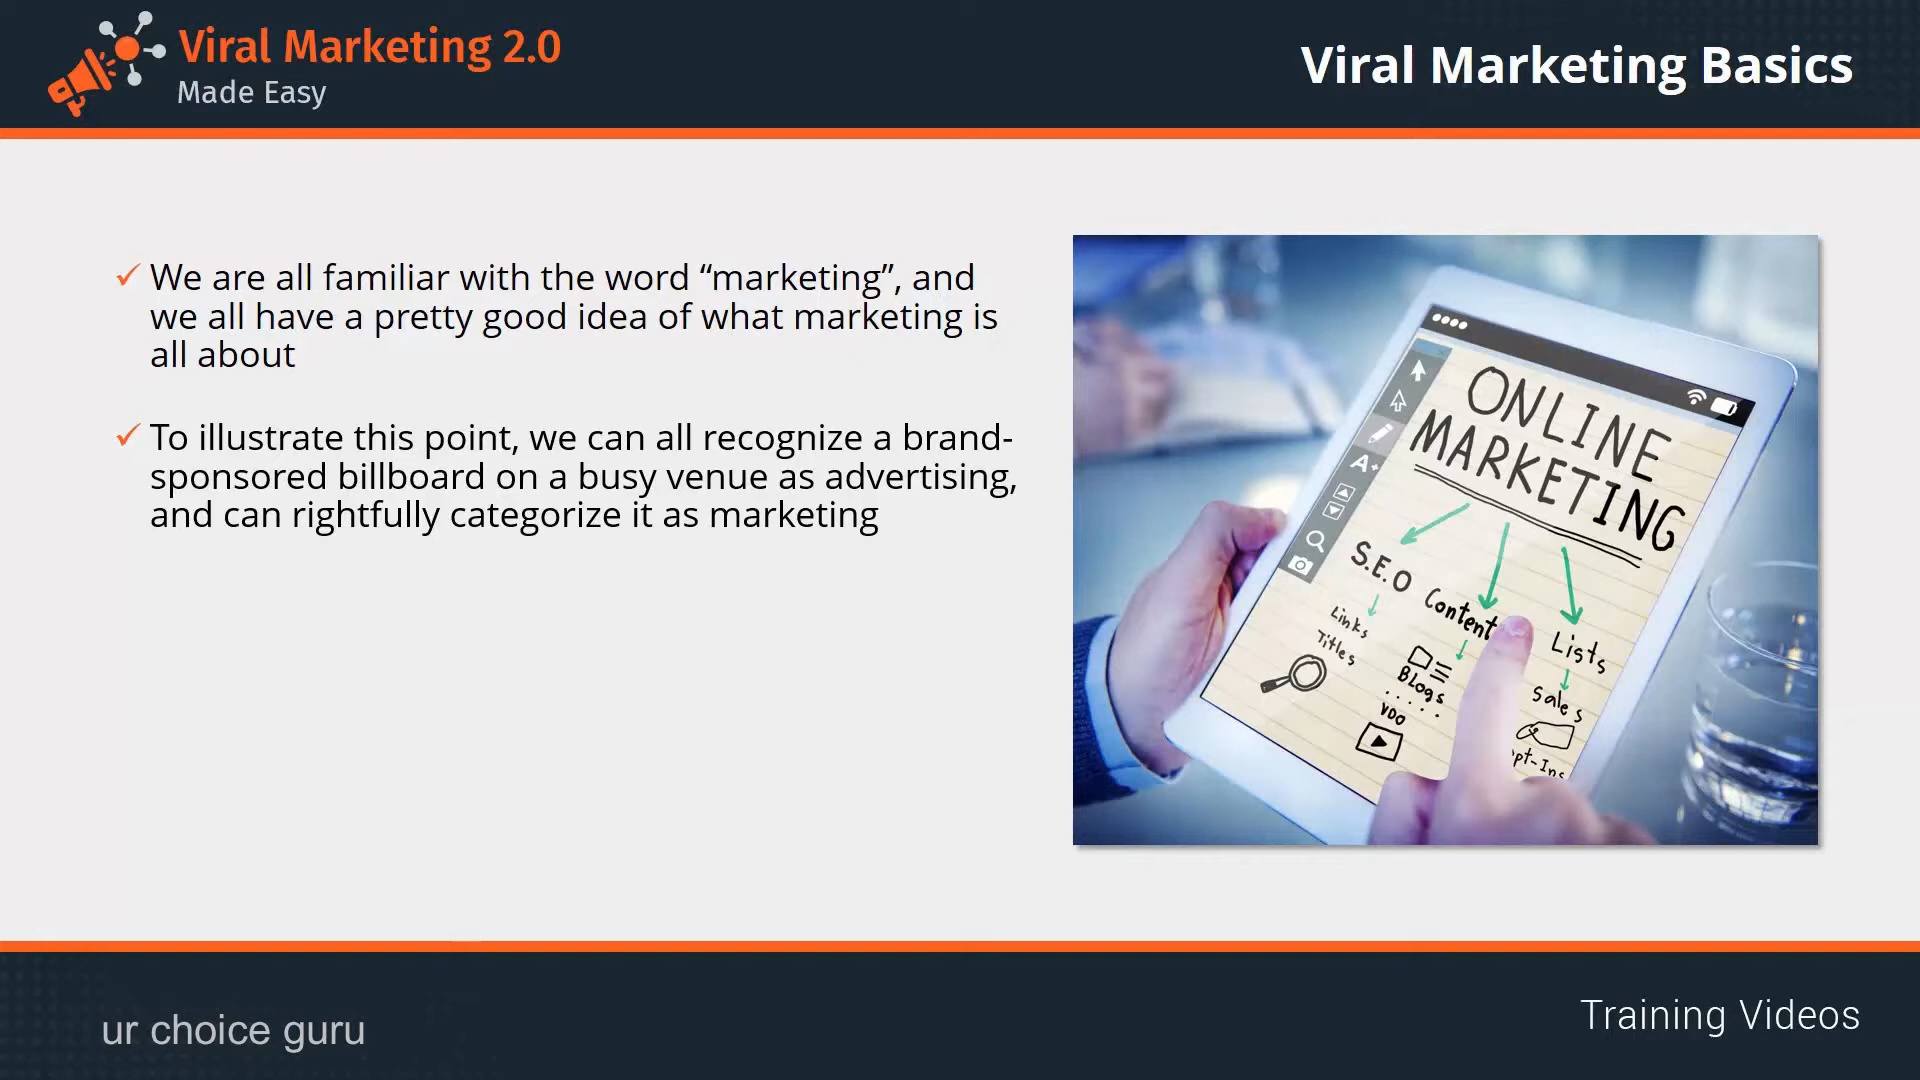 Viral Marketing 2.0
Made Easy
Viral Marketing Basics
✓ We are all familiar with the word “marketing”, and
we all have a pretty good idea of what marketing is
all about
✓ To illustrate this point, we can all recognize a brand-
sponsored billboard on a busy venue as advertising,
and can rightfully categorize it as marketing
ONLINE
MARKETING
S.E.O
Links
Titles
Content
Blogs
VDO
Lists
Sales
pt-Ins
A+
ur choice guru
Training Videos